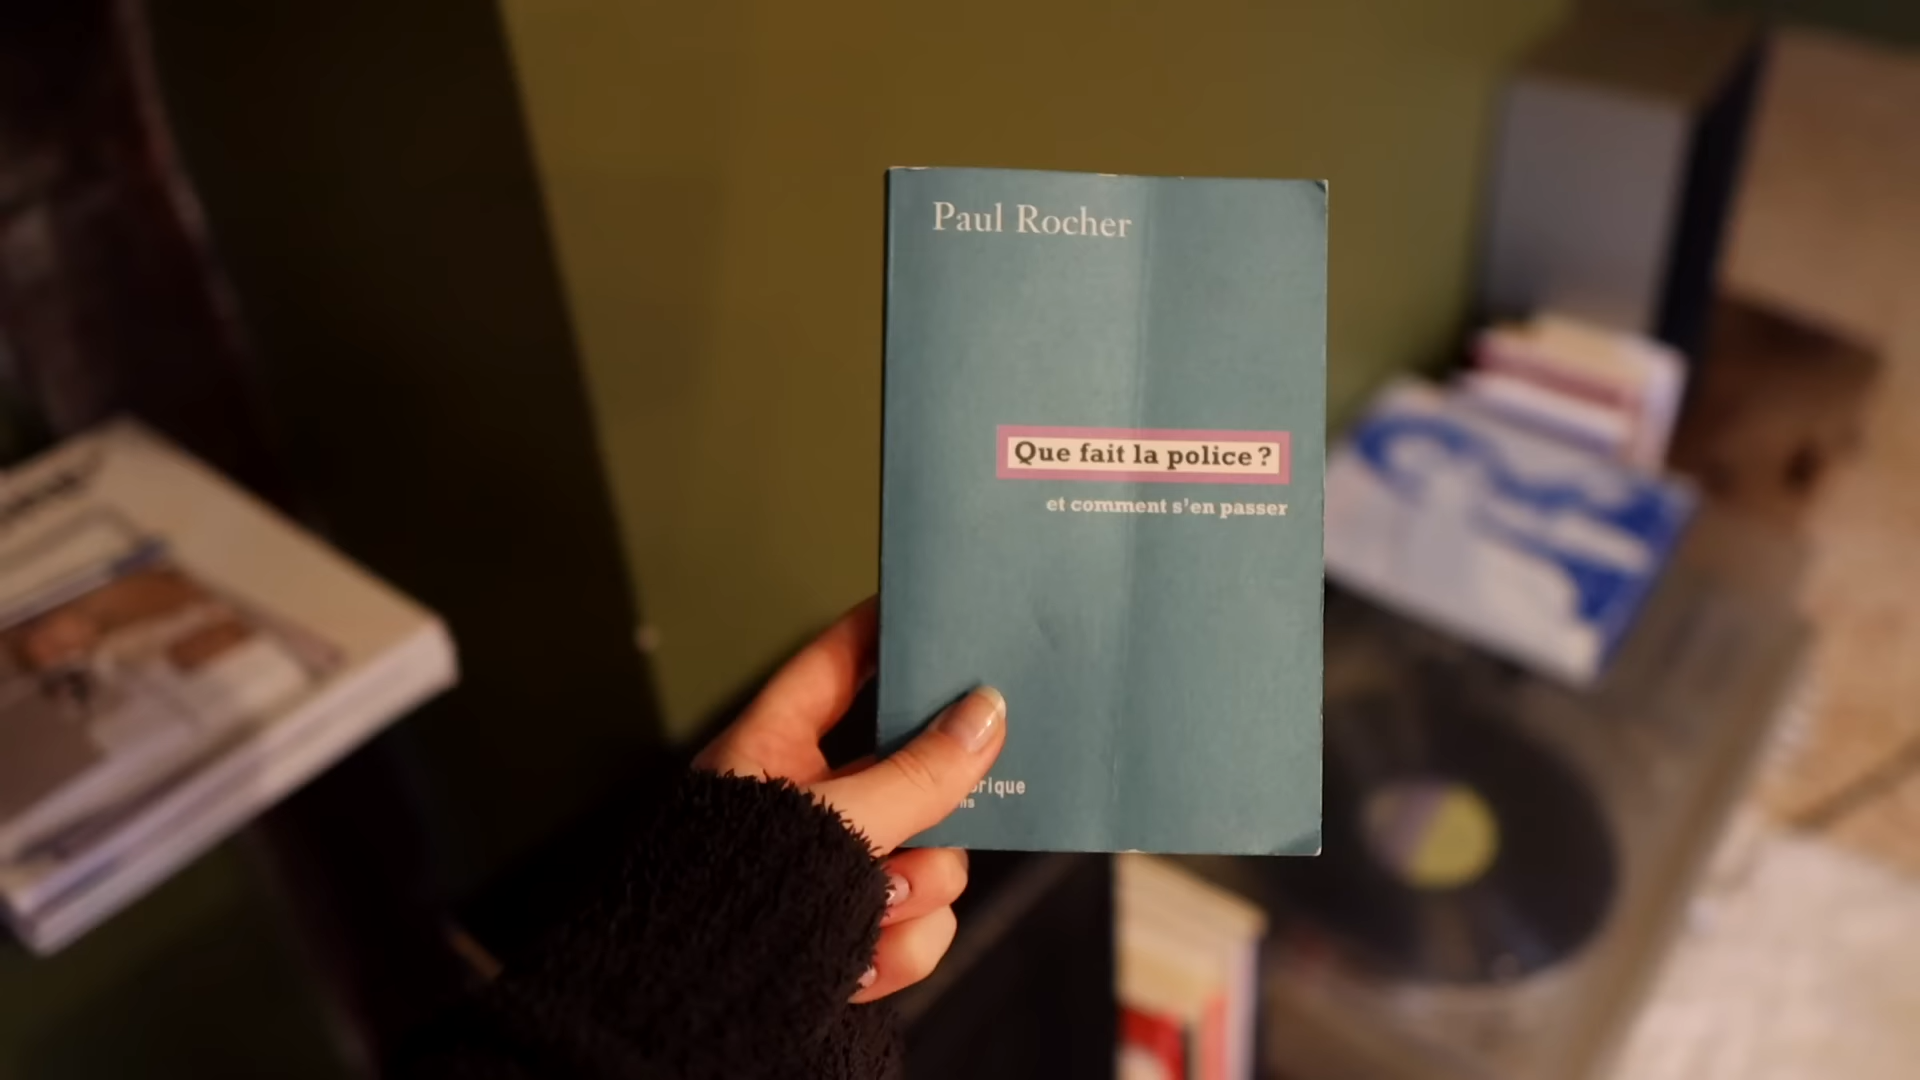 Paul Rocher
Que fait la police ?
et comment s'en passer